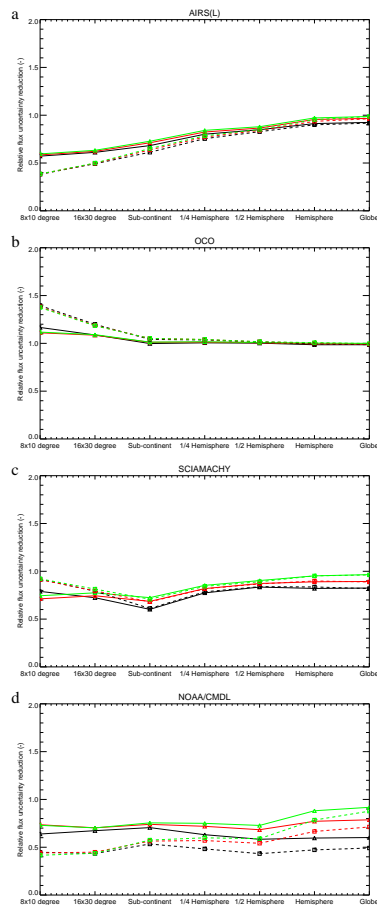 a
AIRS(L)
Relative flux uncertainty reduction (-)
2.0
1.5
1.0
0.5
0.0
8x10 degree 16x30 degree Sub-continent 1/4 Hemisphere 1/2 Hemisphere Hemisphere Globe
b
OCO
Relative flux uncertainty reduction (-)
2.0
1.5
1.0
0.5
0.0
8x10 degree 16x30 degree Sub-continent 1/4 Hemisphere 1/2 Hemisphere Hemisphere Globe
c
SCIAMACHY
Relative flux uncertainty reduction (-)
2.0
1.5
1.0
0.5
0.0
8x10 degree 16x30 degree Sub-continent 1/4 Hemisphere 1/2 Hemisphere Hemisphere Globe
d
NOAA/CMDL
Relative flux uncertainty reduction (-)
2.0
1.5
1.0
0.5
0.0
8x10 degree 16x30 degree Sub-continent 1/4 Hemisphere 1/2 Hemisphere Hemisphere Globe